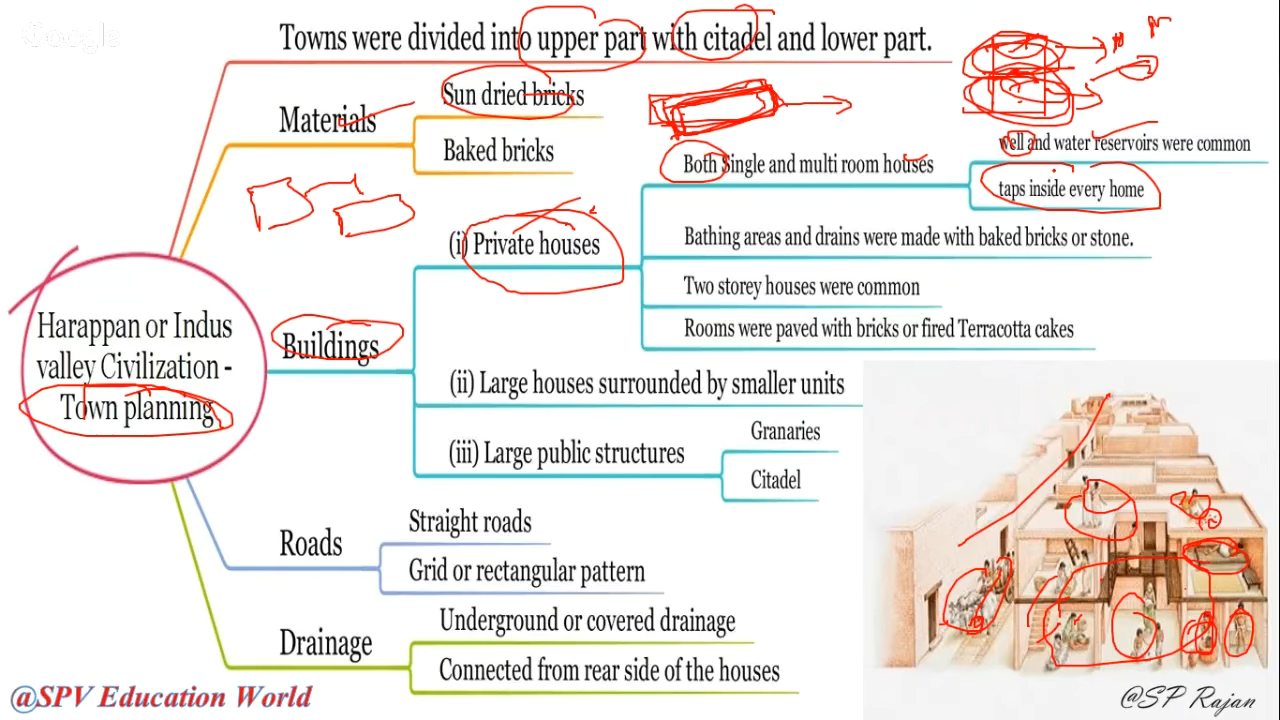 Google
Towns were divided into upper part with citadel and lower part.
Materials
Sun dried bricks
Baked bricks
Harappan or Indus
valley Civilization -
Town planning
Buildings
(i) Private houses
Both Single and multi room houses
well and water reservoirs were common
taps inside every home
Bathing areas and drains were made with baked bricks or stone.
Two storey houses were common
Rooms were paved with bricks or fired Terracotta cakes
(ii) Large houses surrounded by smaller units
(iii) Large public structures
Granaries
Citadel
Roads
Straight roads
Grid or rectangular pattern
Drainage
Underground or covered drainage
Connected from rear side of the houses
@SPV Education World
@SP Rajan